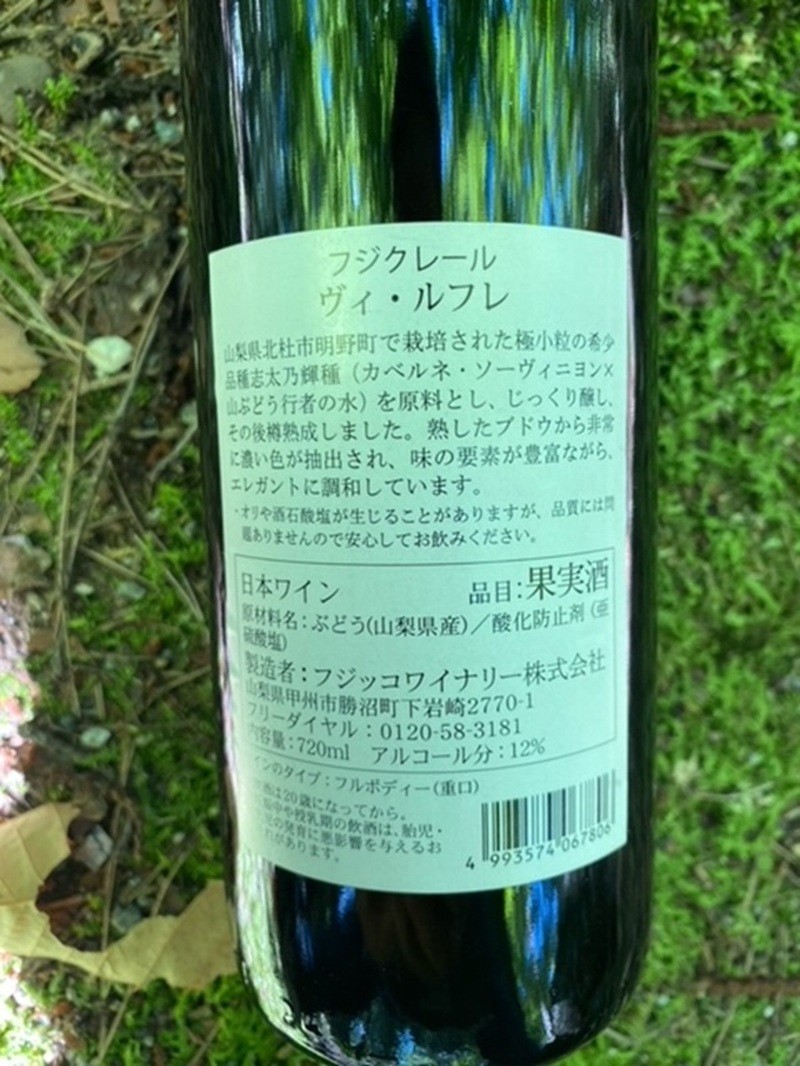 フジクレール
ヴィ・ルフレ
山梨県北杜市明野町で栽培された極小粒の希少
品種志太乃輝種（カベルネ・ソーヴィニヨン×
山ぶどう行者の水）を原料とし、じっくり醸し、
その後樽熟成しました。熟したブドウから非常
に濃い色が抽出され、味の要素が豊富ながら、
エレガントに調和しています。
・オリや酒石酸塩が生じることがありますが、品質には問
題ありませんので安心してお飲みください。
日本ワイン 品目：果実酒
原材料名：ぶどう(山梨県産)／酸化防止剤（亜
硫酸塩）
製造者：フジッコワイナリー株式会社
山梨県甲州市勝沼町下岩崎2770-1
フリーダイヤル：0120-58-3181
内容量：720ml アルコール分：12%
インのタイプ：フルボディー（重口）
酒は20歳になってから。
中や授乳期の飲酒は、胎児・
児の発育に悪影響を与えるお
れがあります。
4 993574 067806